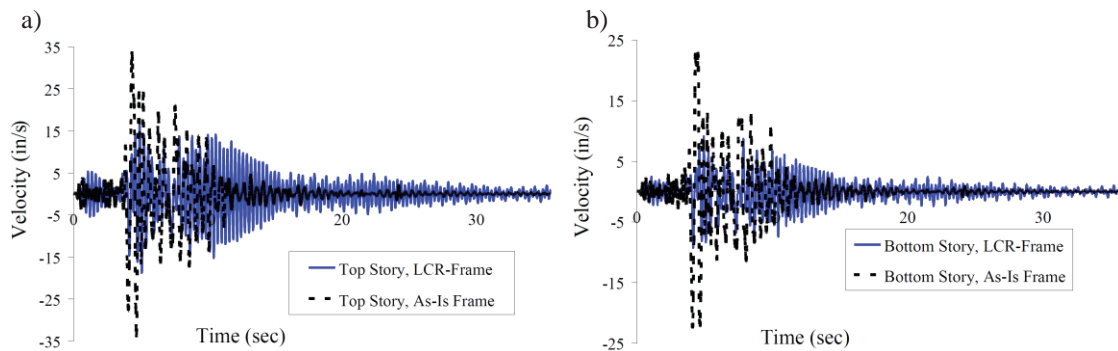 a)
35
25
15
5
-5
-15
-25
-35
0
20
30
Velocity (in/s)
Time (sec)
Top Story, LCR-Frame
Top Story, As-Is Frame
b)
25
15
5
-5
-15
-25
0
20
30
Velocity (in/s)
Time (sec)
Bottom Story, LCR-Frame
Bottom Story, As-Is Frame